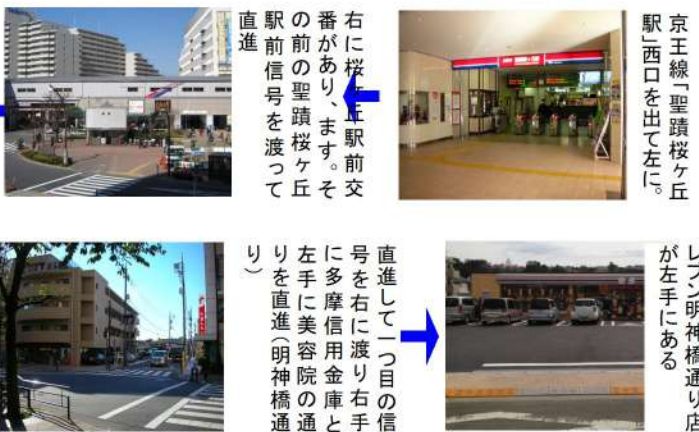 京王線「聖蹟桜ヶ丘
駅」西口を出て左に。
右に桜ヶ丘駅前交
番があり、ます。そ
の前の聖蹟桜ヶ丘
駅前信号を渡って
直進
直進して一つ目の信
号を右に渡り右手
に多摩信用金庫と
左手に美容院の通
りを直進(明神橋通
り)
レブン明神橋通り店
が左手にある